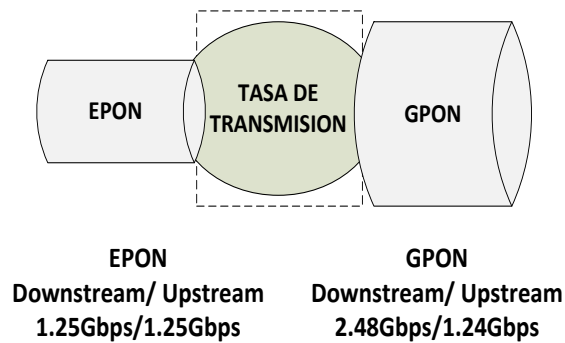 EPON
TASA DE
TRANSMISION
GPON
EPON
Downstream/ Upstream
1.25Gbps/1.25Gbps
GPON
Downstream/ Upstream
2.48Gbps/1.24Gbps